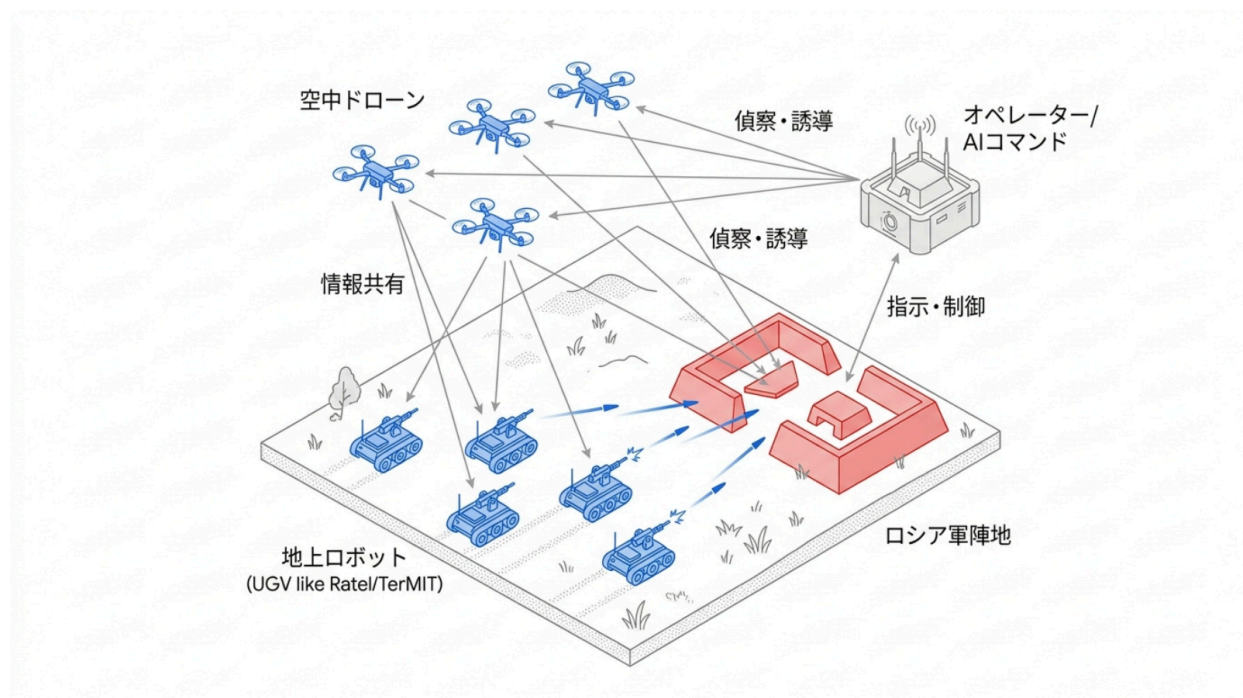 空中ドローン
偵察・誘導
オペレーター/
AIコマンド
偵察・誘導
情報共有
指示・制御
ロシア軍陣地
地上ロボット
(UGV like Ratel/TerMIT)